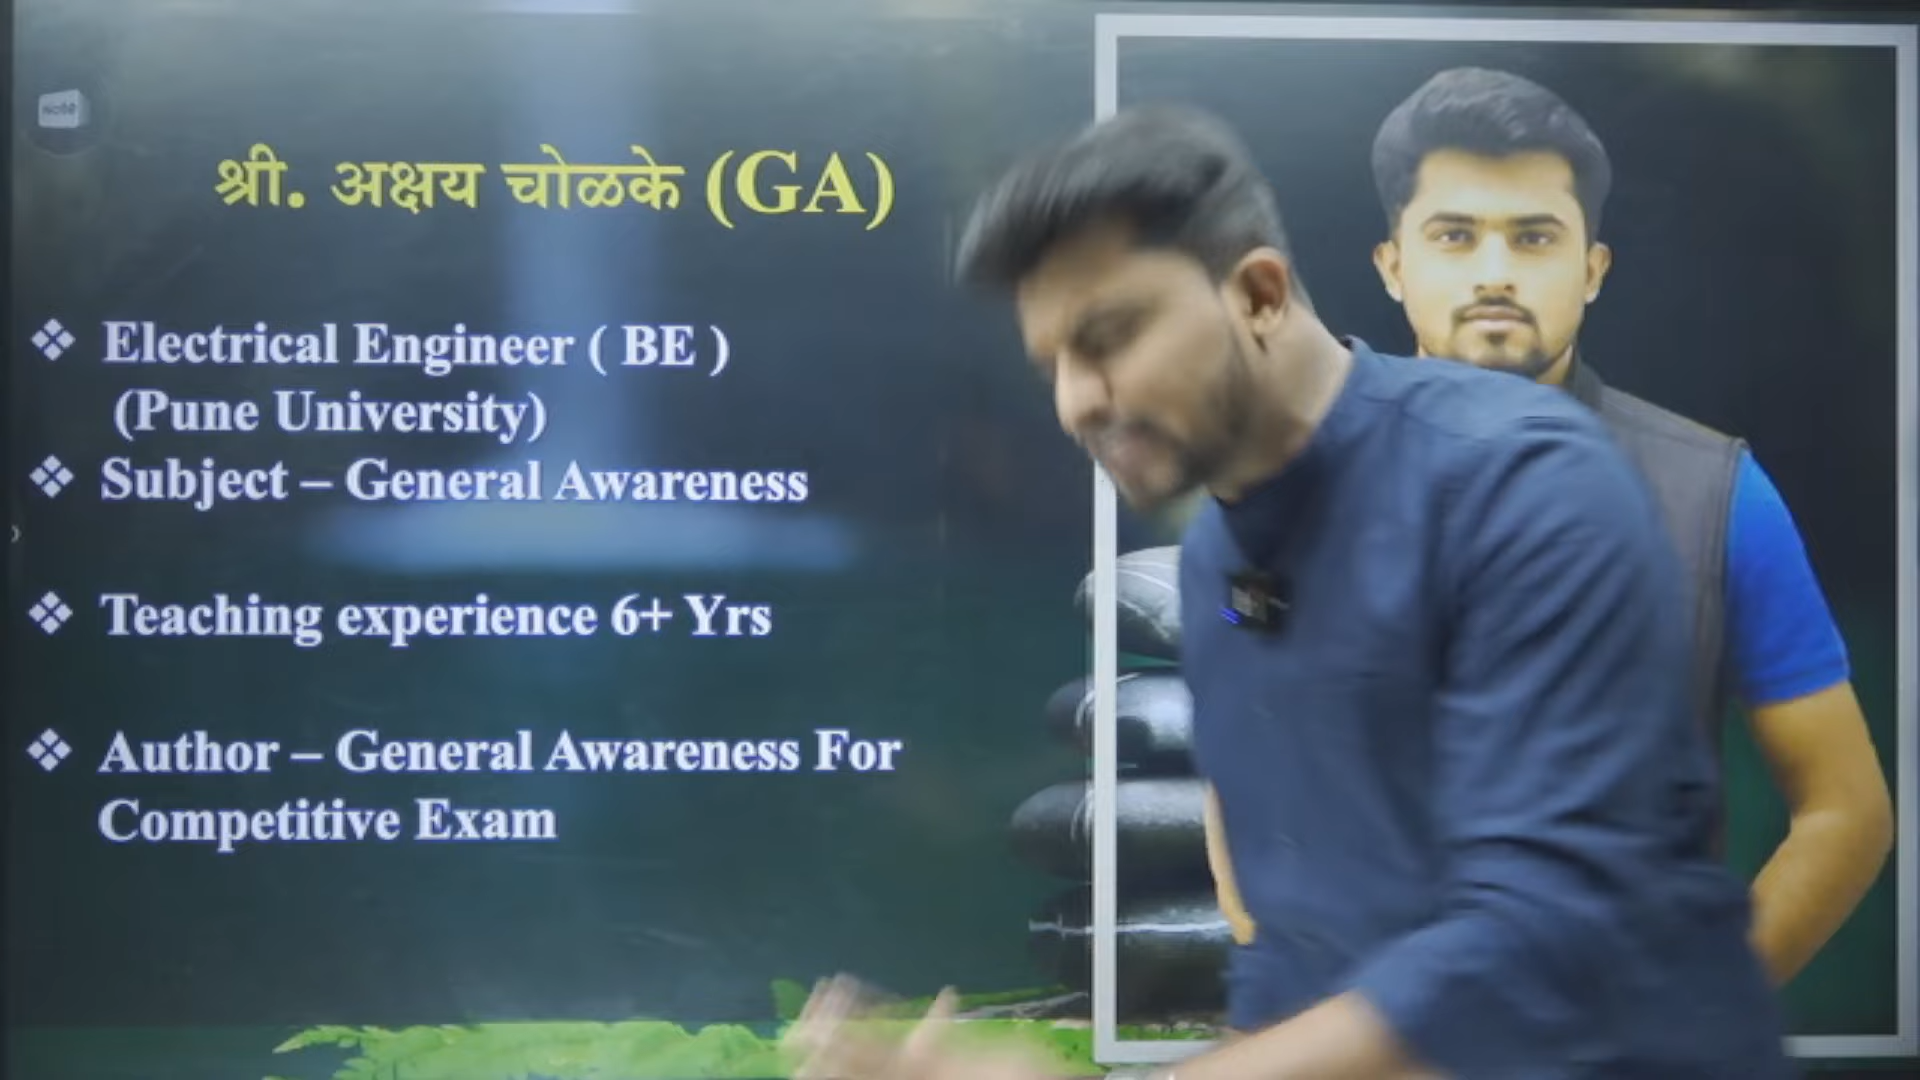 note
श्री. अक्षय चोळके (GA)
❖ Electrical Engineer ( BE )
(Pune University)
❖ Subject – General Awareness
❖ Teaching experience 6+ Yrs
❖ Author – General Awareness For
Competitive Exam